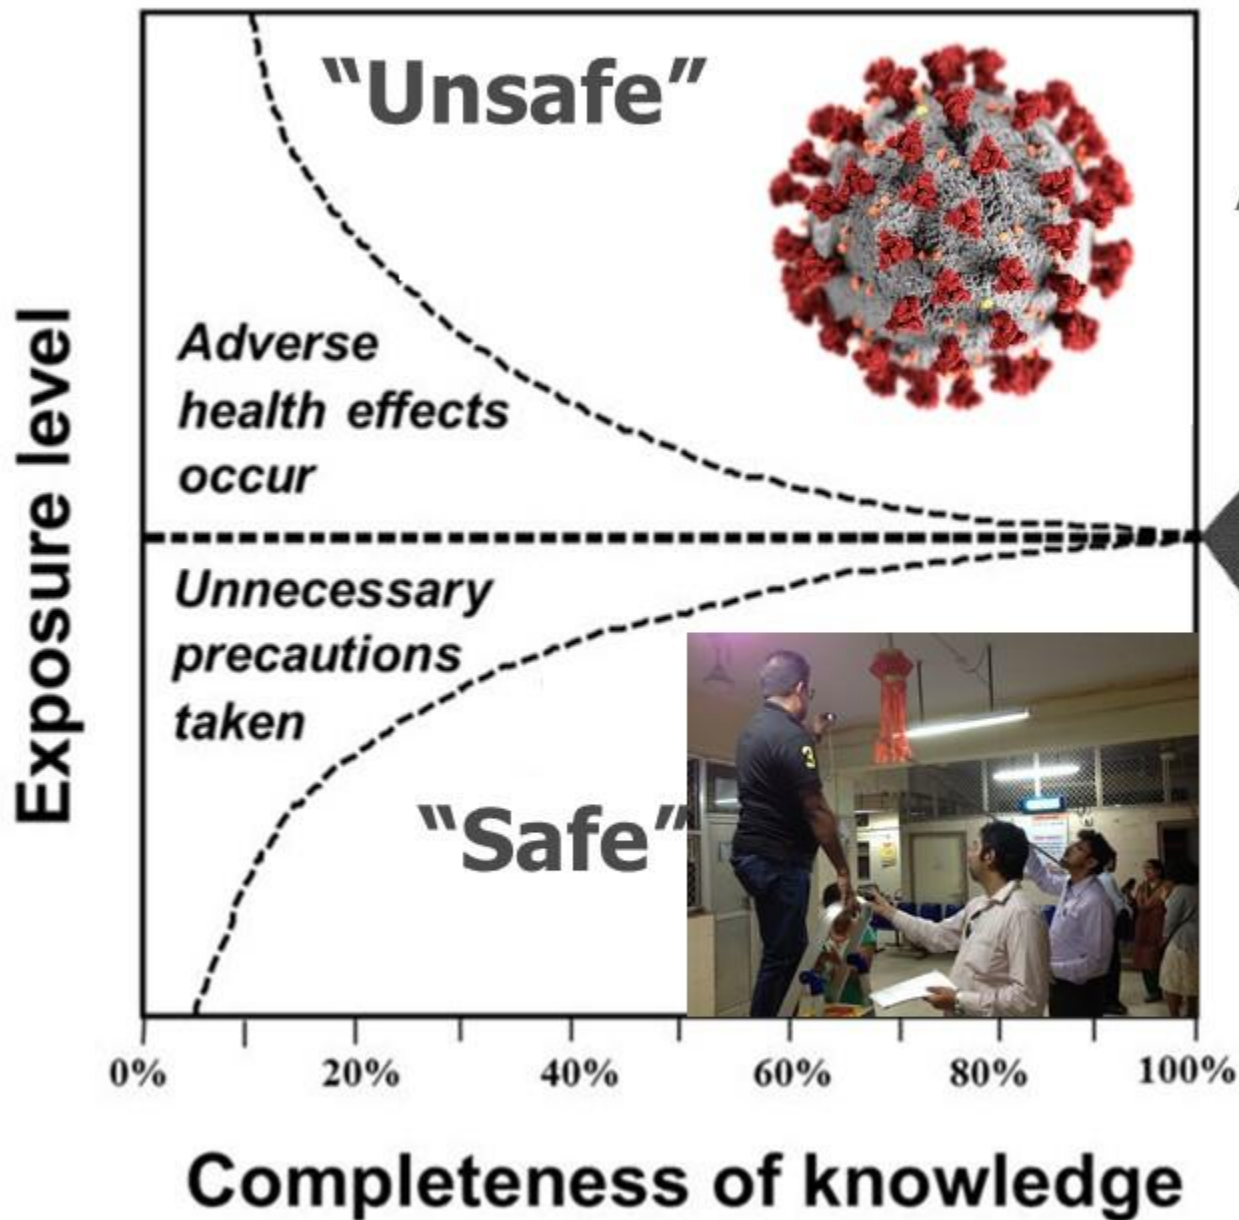 “Unsafe”
Adverse
health effects
occur
Unnecessary
precautions
taken
“Safe”
3
Exposure level
0%
20%
40%
60%
80%
100%
Completeness of knowledge